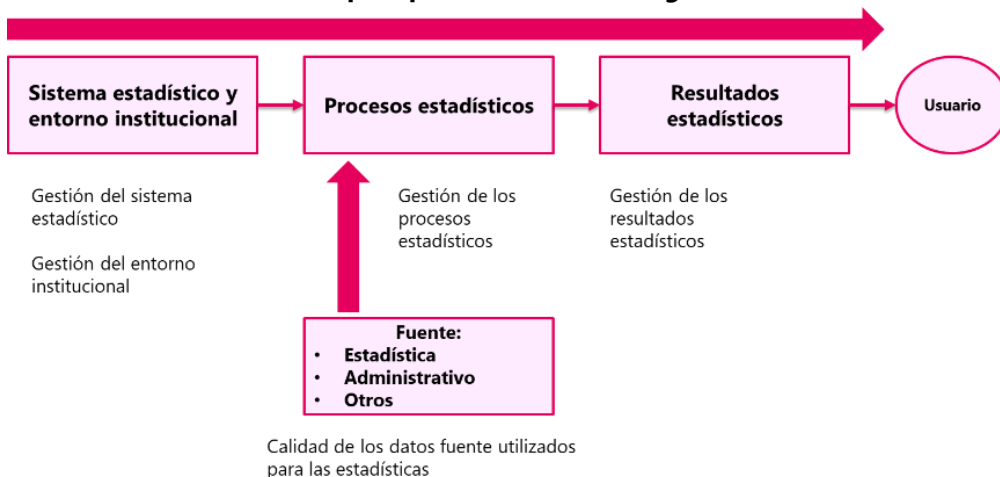 Sistema estadístico y
entorno institucional
Procesos estadísticos
Resultados
estadísticos
Usuario
Gestión del sistema
estadístico
Gestión del entorno
institucional
Gestión de los
procesos
estadísticos
Gestión de los
resultados
estadísticos
Fuente:
• Estadística
• Administrativo
• Otros
Calidad de los datos fuente utilizados
para las estadísticas